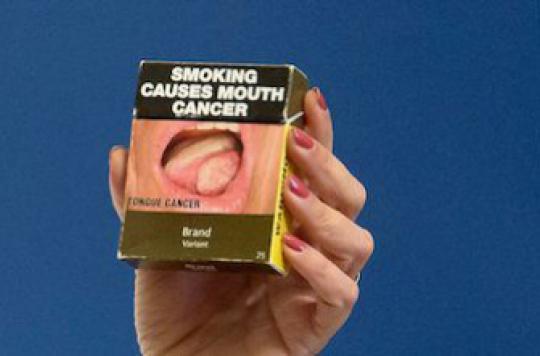 SMOKING
CAUSES MOUTH
CANCER
TONGUE CANCER
Brand
Variant
25